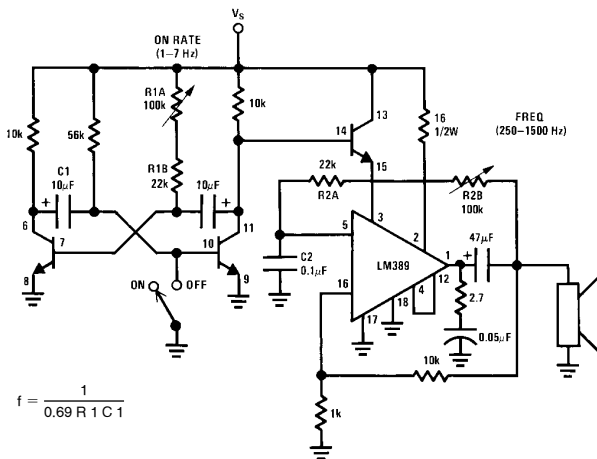 VS
ON RATE
(1–7 Hz)
R1A
100k
10k
10k
56k
R1B
22k
C1
10µF
+
10µF
+
6
7
8
11
10
9
ON
OFF
14
13
15
16
1/2W
FREQ
(250–1500 Hz)
22k
R2A
R2B
100k
3
2
5
16
LM389
1
12
4
18
17
C2
0.1µF
47µF
+
2.7
0.05µF
10k
1k
f = 1 / 0.69 R 1 C 1